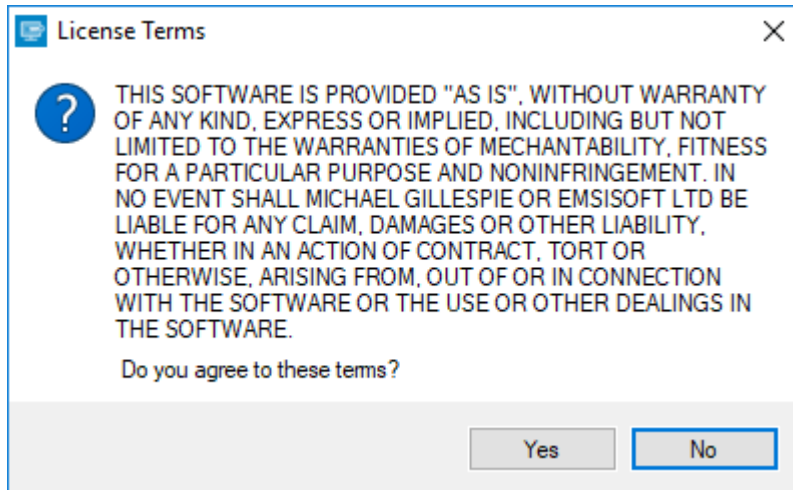 License Terms
THIS SOFTWARE IS PROVIDED "AS IS", WITHOUT WARRANTY
OF ANY KIND, EXPRESS OR IMPLIED, INCLUDING BUT NOT
LIMITED TO THE WARRANTIES OF MECHANTABILITY, FITNESS
FOR A PARTICULAR PURPOSE AND NONINFRINGEMENT. IN
NO EVENT SHALL MICHAEL GILLESPIE OR EMSISOFT LTD BE
LIABLE FOR ANY CLAIM, DAMAGES OR OTHER LIABILITY,
WHETHER IN AN ACTION OF CONTRACT, TORT OR
OTHERWISE, ARISING FROM, OUT OF OR IN CONNECTION
WITH THE SOFTWARE OR THE USE OR OTHER DEALINGS IN
THE SOFTWARE.
Do you agree to these terms?
Yes No